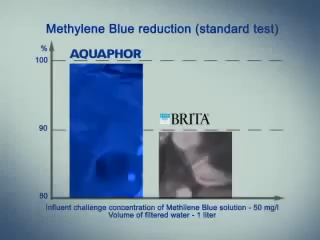 Methylene Blue reduction (standard test)
%
AQUAPHOR
100
BRITA
90
80
Influent challenge concentration of Methilene Blue solution - 50 mg/l
Volume of filtered water - 1 liter